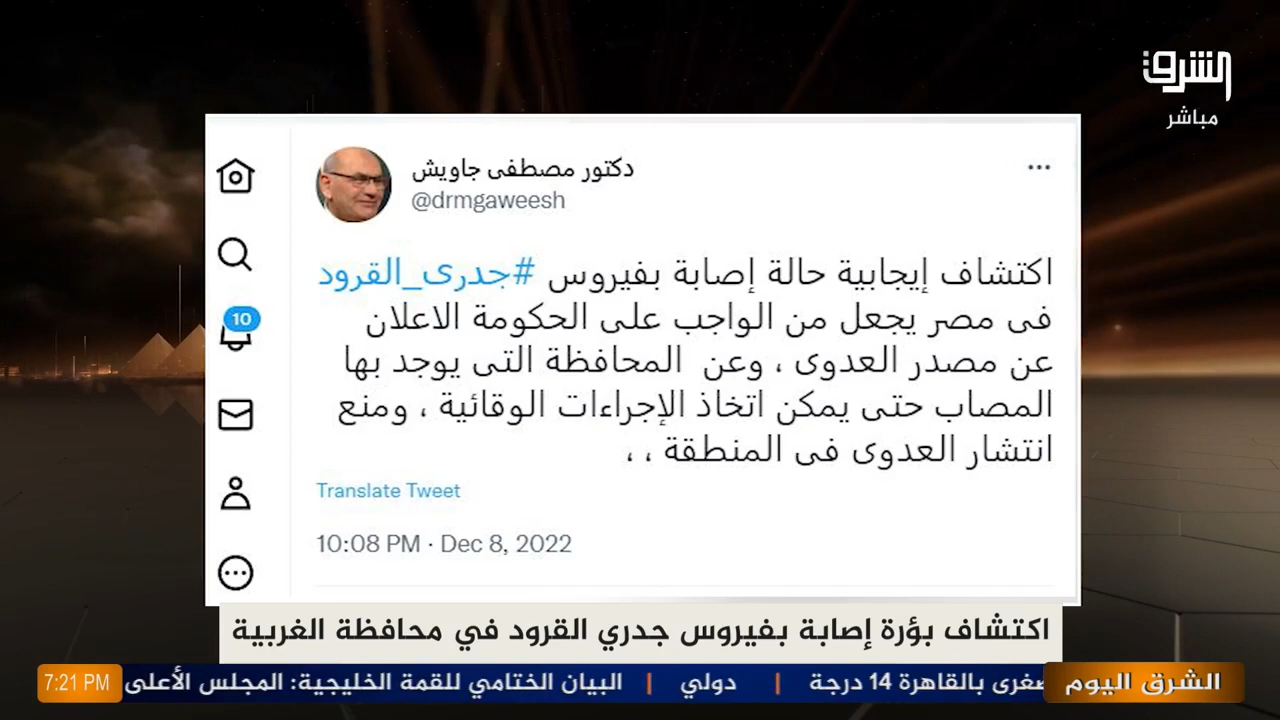 الشرق
مباشر
دكتور مصطفى جاويش
@drmgaweesh
10
اكتشاف إيجابية حالة إصابة بفيروس #جدرى_القرود
فى مصر يجعل من الواجب على الحكومة الاعلان
عن مصدر العدوى ، وعن المحافظة التى يوجد بها
المصاب حتى يمكن اتخاذ الإجراءات الوقائية ، ومنع
انتشار العدوى فى المنطقة ، ،
Translate Tweet
10:08 PM · Dec 8, 2022
اكتشاف بؤرة إصابة بفيروس جدري القرود في محافظة الغربية
الشرق اليوم صغرى بالقاهرة 14 درجة | دولي | البيان الختامي للقمة الخليجية: المجلس الأعلى 7:21 PM